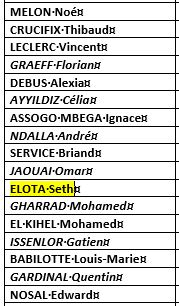 MELON·Noé¤
CRUCIFIX·Thibaud¤
LECLERC·Vincent¤
GRAEFF·Florian¤
DEBUS·Alexia¤
AYYILDIZ·Célia¤
ASSOGO·MBEGA·Ignace¤
NDALLA·André¤
SERVICE·Briand¤
JAOUAI·Omar¤
ELOTA·Seth¤
GHARRAD·Mohamed¤
EL·KIHEL·Mohamed¤
ISSENLOR·Gatien¤
BABILOTTE·Louis-Marie¤
GARDINAL·Quentin¤
NOSAL·Edward¤